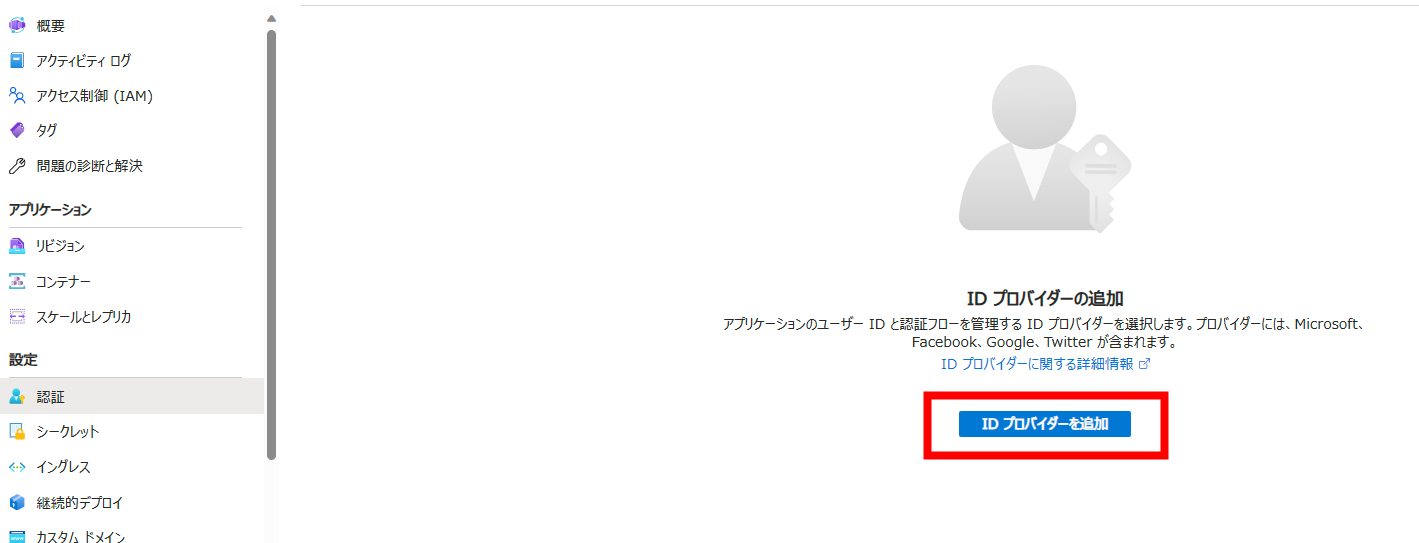 概要
アクティビティ ログ
アクセス制御 (IAM)
タグ
問題の診断と解決
アプリケーション
リビジョン
コンテナー
スケールとレプリカ
設定
認証
シークレット
イングレス
継続的デプロイ
カスタム ドメイン
ID プロバイダーの追加
アプリケーションのユーザー ID と認証フローを管理する ID プロバイダーを選択します。プロバイダーには、Microsoft、
Facebook、Google、Twitter が含まれます。
ID プロバイダーに関する詳細情報
ID プロバイダーを追加